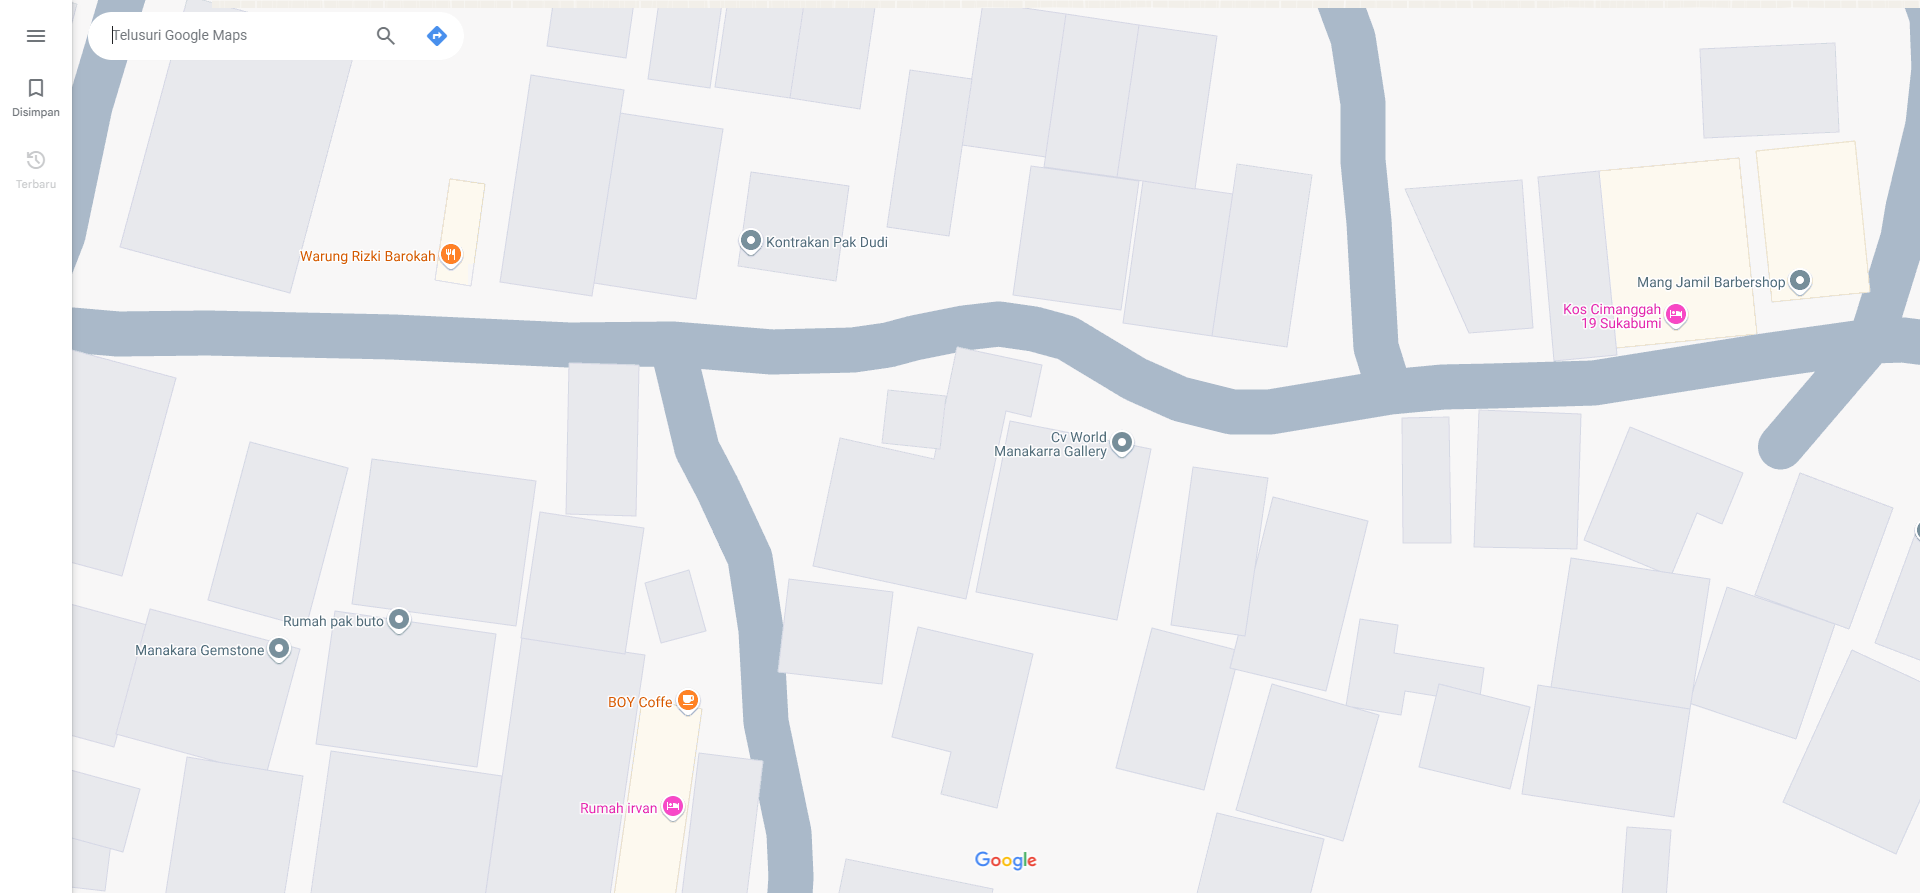 Telusuri Google Maps
Disimpan
Terbaru
Warung Rizki Barokah
Kontrakan Pak Dudi
Mang Jamil Barbershop
Kos Cimanggah
19 Sukabumi
Cv World
Manakarra Gallery
Rumah pak buto
Manakara Gemstone
BOY Coffe
Rumah irvan
Google